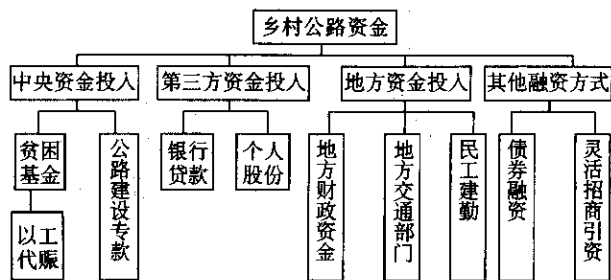 乡村公路资金
中央资金投人
第三方资金投人
地方资金投人
其他融资方式
贫困
基金
以工
代赈
公路建设专款
银行
贷款
个人
股份
地方财政资金
地方交通部门
民工建勤
债券融资
灵活招商引资